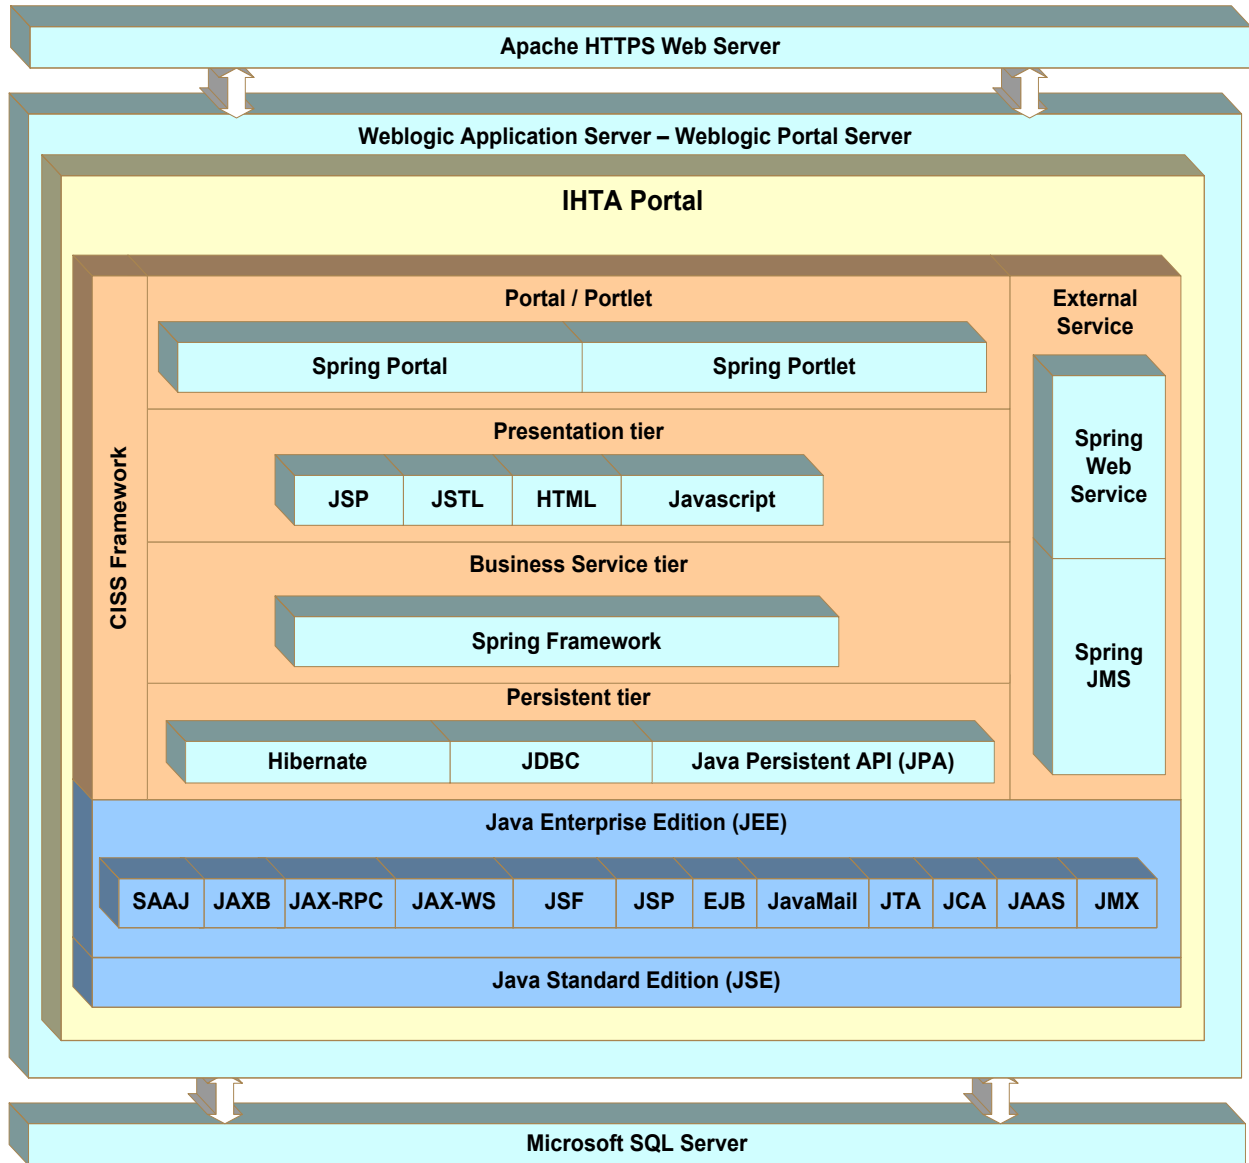 Apache HTTPS Web Server
Weblogic Application Server – Weblogic Portal Server
IHTA Portal
CISS Framework
Portal / Portlet
Spring Portal
Spring Portlet
Presentation tier
JSP
JSTL
HTML
Javascript
Business Service tier
Spring Framework
Persistent tier
Hibernate
JDBC
Java Persistent API (JPA)
External
Service
Spring
Web
Service
Spring
JMS
Java Enterprise Edition (JEE)
SAAJ
JAXB
JAX-RPC
JAX-WS
JSF
JSP
EJB
JavaMail
JTA
JCA
JAAS
JMX
Java Standard Edition (JSE)
Microsoft SQL Server